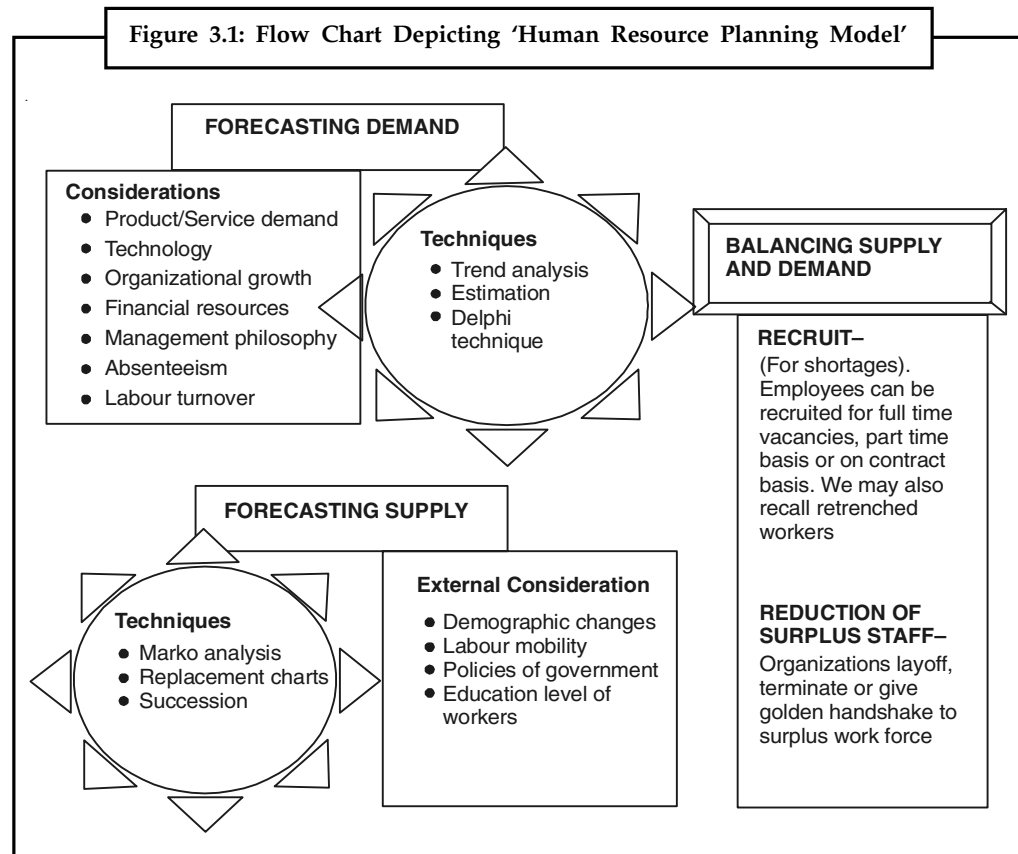 Figure 3.1: Flow Chart Depicting ‘Human Resource Planning Model’
FORECASTING DEMAND
Considerations
● Product/Service demand
● Technology
● Organizational growth
● Financial resources
● Management philosophy
● Absenteeism
● Labour turnover
Techniques
● Trend analysis
● Estimation
● Delphi
technique
BALANCING SUPPLY
AND DEMAND
RECRUIT–
(For shortages).
Employees can be
recruited for full time
vacancies, part time
basis or on contract
basis. We may also
recall retrenched
workers
REDUCTION OF
SURPLUS STAFF–
Organizations layoff,
terminate or give
golden handshake to
surplus work force
FORECASTING SUPPLY
Techniques
● Marko analysis
● Replacement charts
● Succession
External Consideration
● Demographic changes
● Labour mobility
● Policies of government
● Education level of
workers